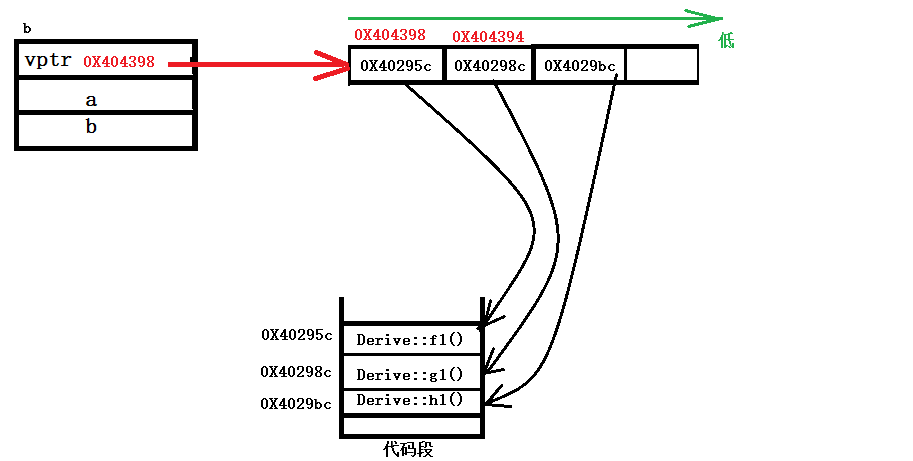 b
vptr 0X404398
a
b
0X404398 0X404394
低
0X40295c 0X40298c 0X4029bc
0X40295c Derive::f1()
0X40298c Derive::g1()
0X4029bc Derive::h1()
代码段